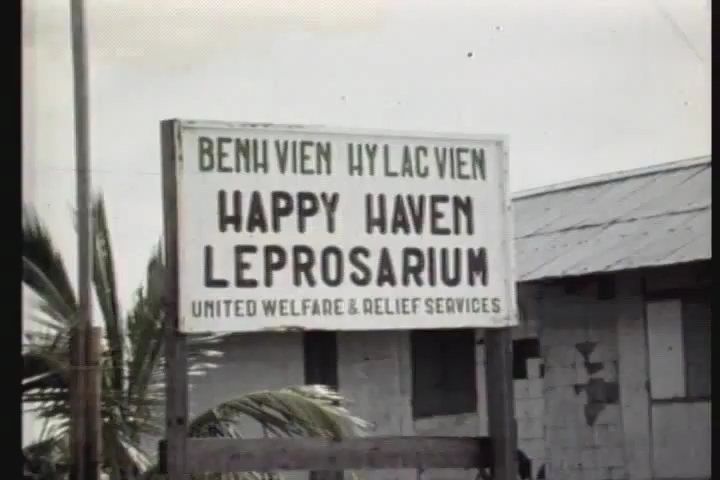 BENH VIEN HY LAC VIEN
HAPPY HAVEN
LEPROSARIUM
UNITED WELFARE & RELIEF SERVICES